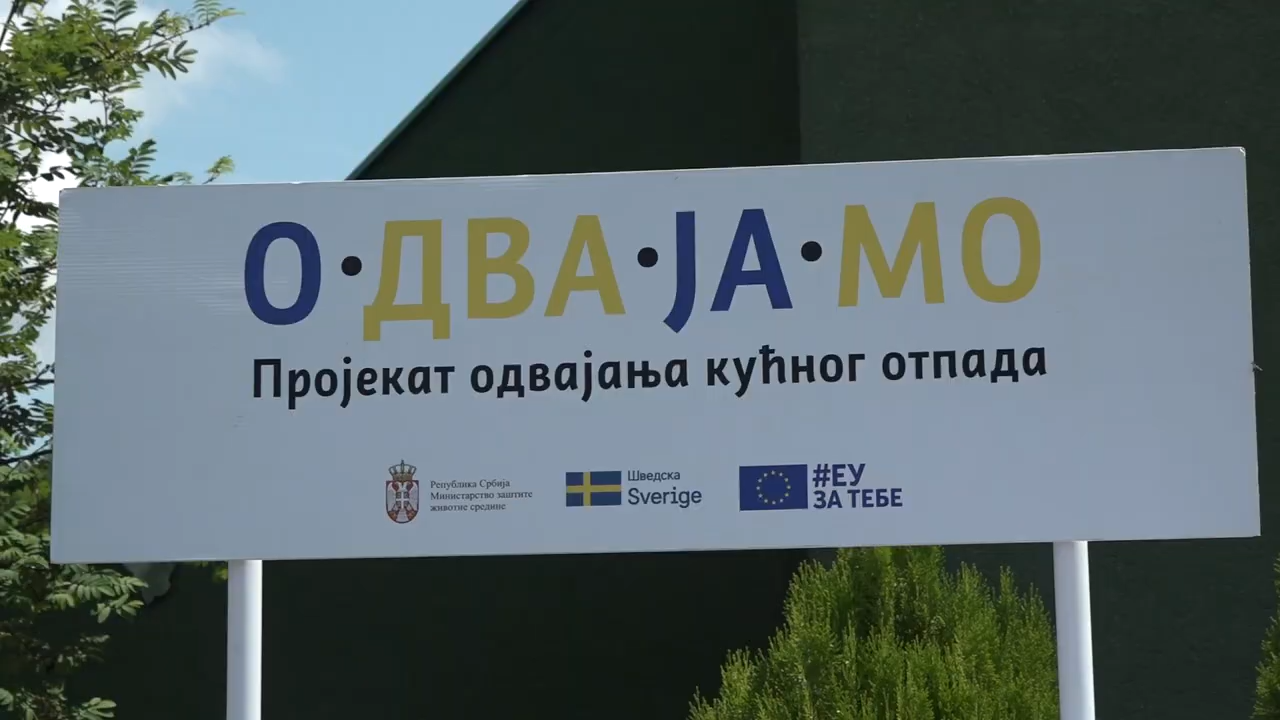 О·ДВА·ЈА·МО
Пројекат одвајања кућног отпада
Република Србија
Министарство заштите
животне средине
Шведска
Sverige
#ЕУ
ЗА ТЕБЕ